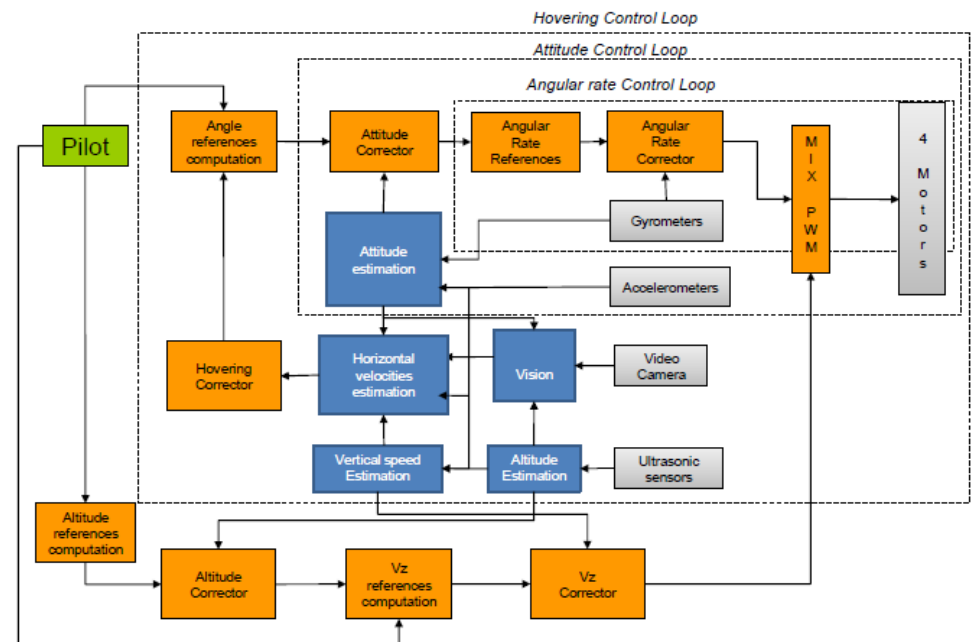 Hovering Control Loop
Attitude Control Loop
Angular rate Control Loop
Pilot
Angle
references
computation
Attitude
Corrector
Angular
Rate
References
Angular
Rate
Corrector
M
I
X
P
W
M
4
M
o
t
o
r
s
Gyrometers
Attitude
estimation
Accelerometers
Hovering
Corrector
Horizontal
velocities
estimation
Vision
Video
Camera
Vertical speed
Estimation
Altitude
Estimation
Ultrasonic
sensors
Altitude
references
computation
Altitude
Corrector
Vz
references
computation
Vz
Corrector